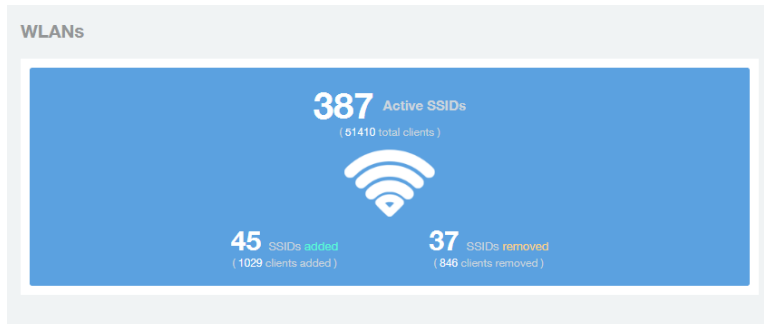 WLANs
387 Active SSIDs
( 51410 total clients )
45 SSIDs added
( 1029 clients added )
37 SSIDs removed
( 846 clients removed )